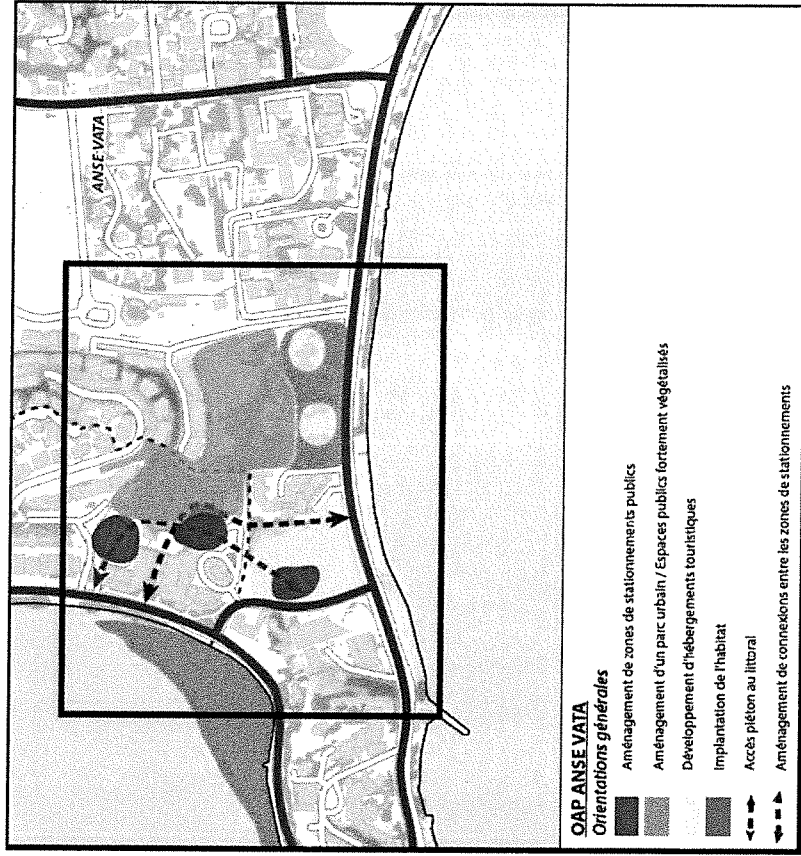 ANSE VATA
OAP ANSE VATA
Orientations générales
Aménagement de zones de stationnements publics
Aménagement d'un parc urbain / Espaces publics fortement végétalisés
Développement d'hébergements touristiques
Implantation de l'habitat
Accès piéton au littoral
Aménagement de connexions entre les zones de stationnements